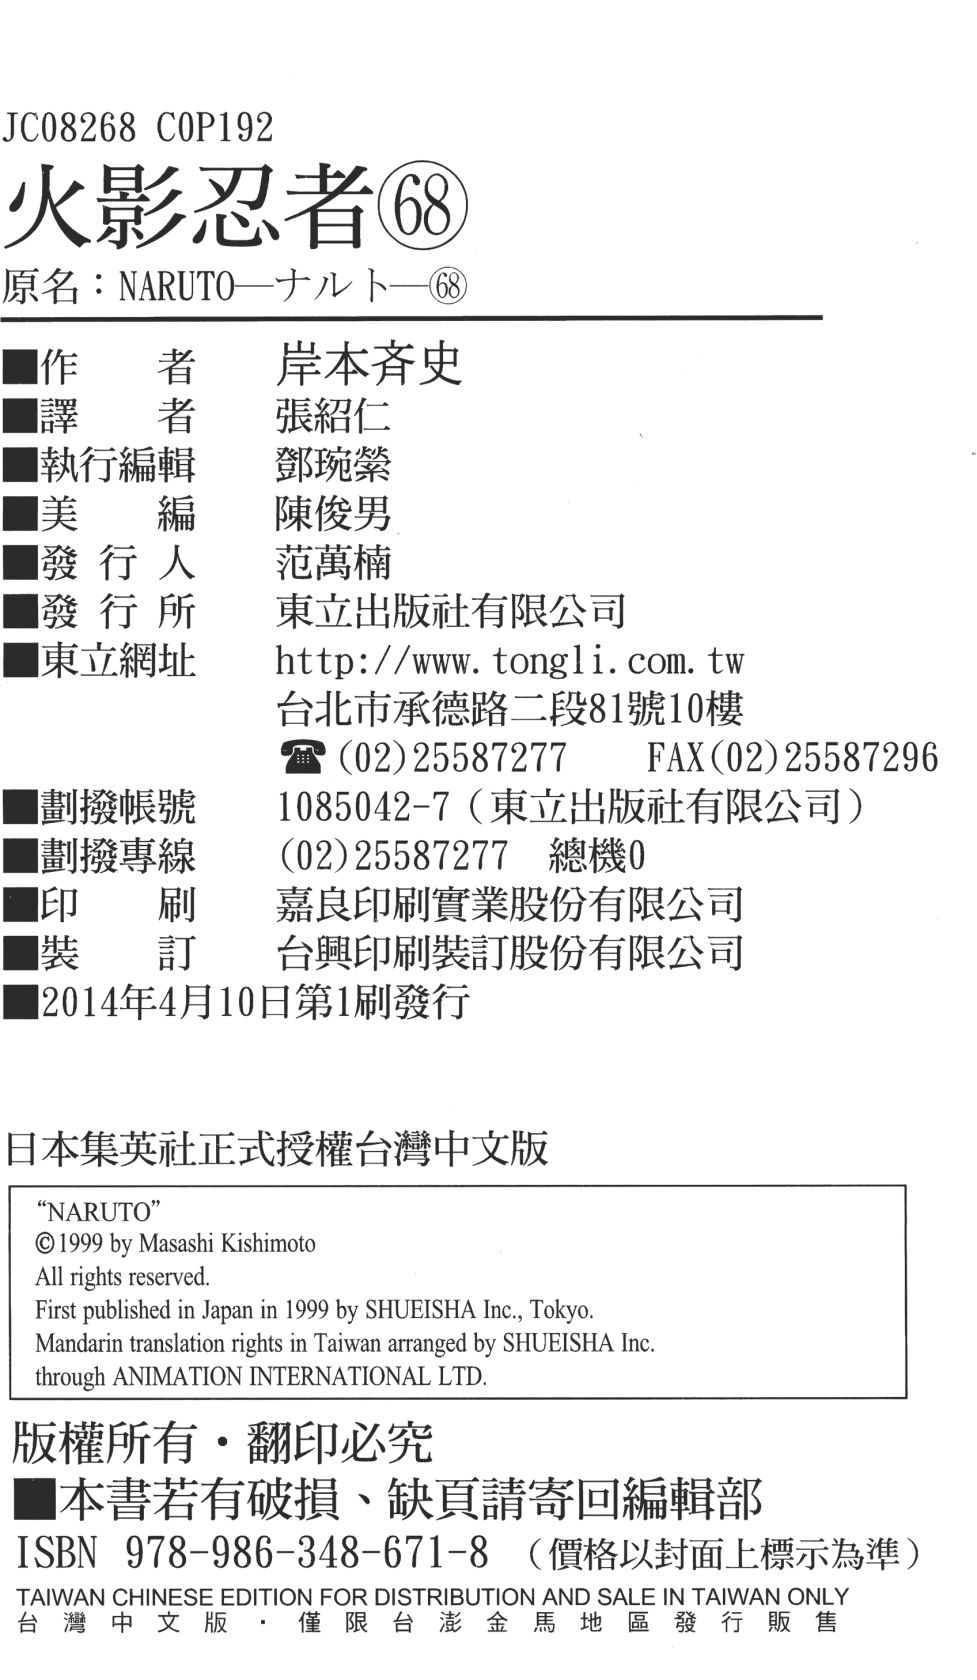 JC08268 C0P192
火影忍者68
原名：NARUTO—ナルト—68
■作　　者　岸本斉史
■譯　　者　張紹仁
■執行編輯　鄧琬縈
■美　　編　陳俊男
■發 行 人　范萬楠
■發 行 所　東立出版社有限公司
■東立網址　http://www.tongli.com.tw
台北市承德路二段81號10樓
☎(02)25587277　FAX(02)25587296
■劃撥帳號　1085042-7（東立出版社有限公司）
■劃撥專線　(02)25587277　總機0
■印　　刷　嘉良印刷實業股份有限公司
■裝　　訂　台興印刷裝訂股份有限公司
■2014年4月10日第1刷發行
日本集英社正式授權台灣中文版
“NARUTO”
©1999 by Masashi Kishimoto
All rights reserved.
First published in Japan in 1999 by SHUEISHA Inc., Tokyo.
Mandarin translation rights in Taiwan arranged by SHUEISHA Inc.
through ANIMATION INTERNATIONAL LTD.
版權所有・翻印必究
■本書若有破損、缺頁請寄回編輯部
ISBN 978-986-348-671-8（價格以封面上標示為準）
TAIWAN CHINESE EDITION FOR DISTRIBUTION AND SALE IN TAIWAN ONLY
台灣中文版・僅限台澎金馬地區發行販售